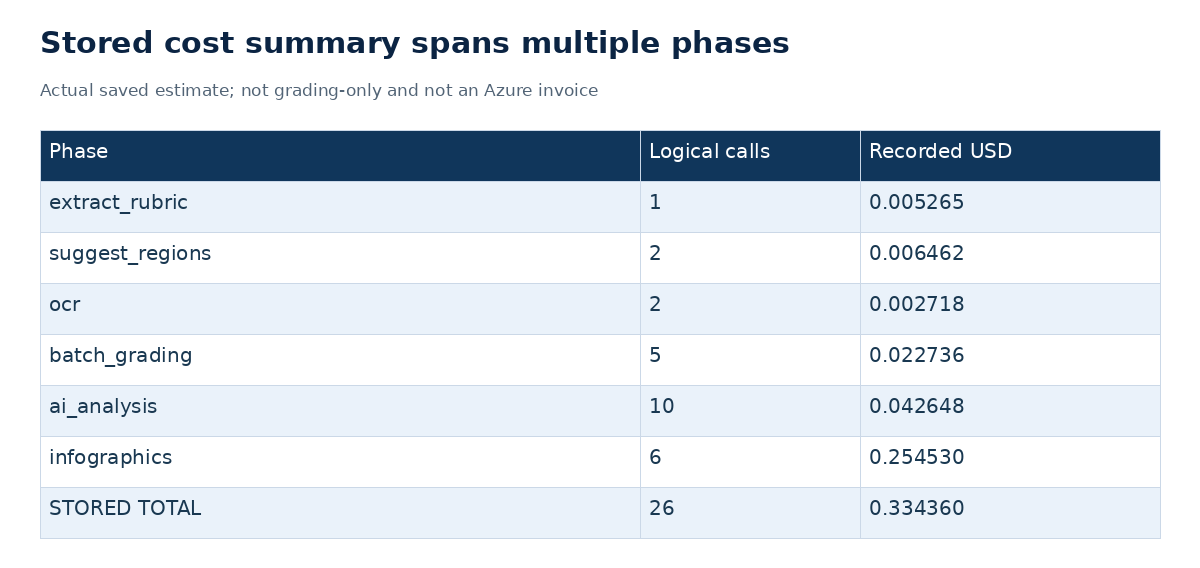 Stored cost summary spans multiple phases
Actual saved estimate; not grading-only and not an Azure invoice
Phase Logical calls Recorded USD
extract_rubric 1 0.005265
suggest_regions 2 0.006462
ocr 2 0.002718
batch_grading 5 0.022736
ai_analysis 10 0.042648
infographics 6 0.254530
STORED TOTAL 26 0.334360